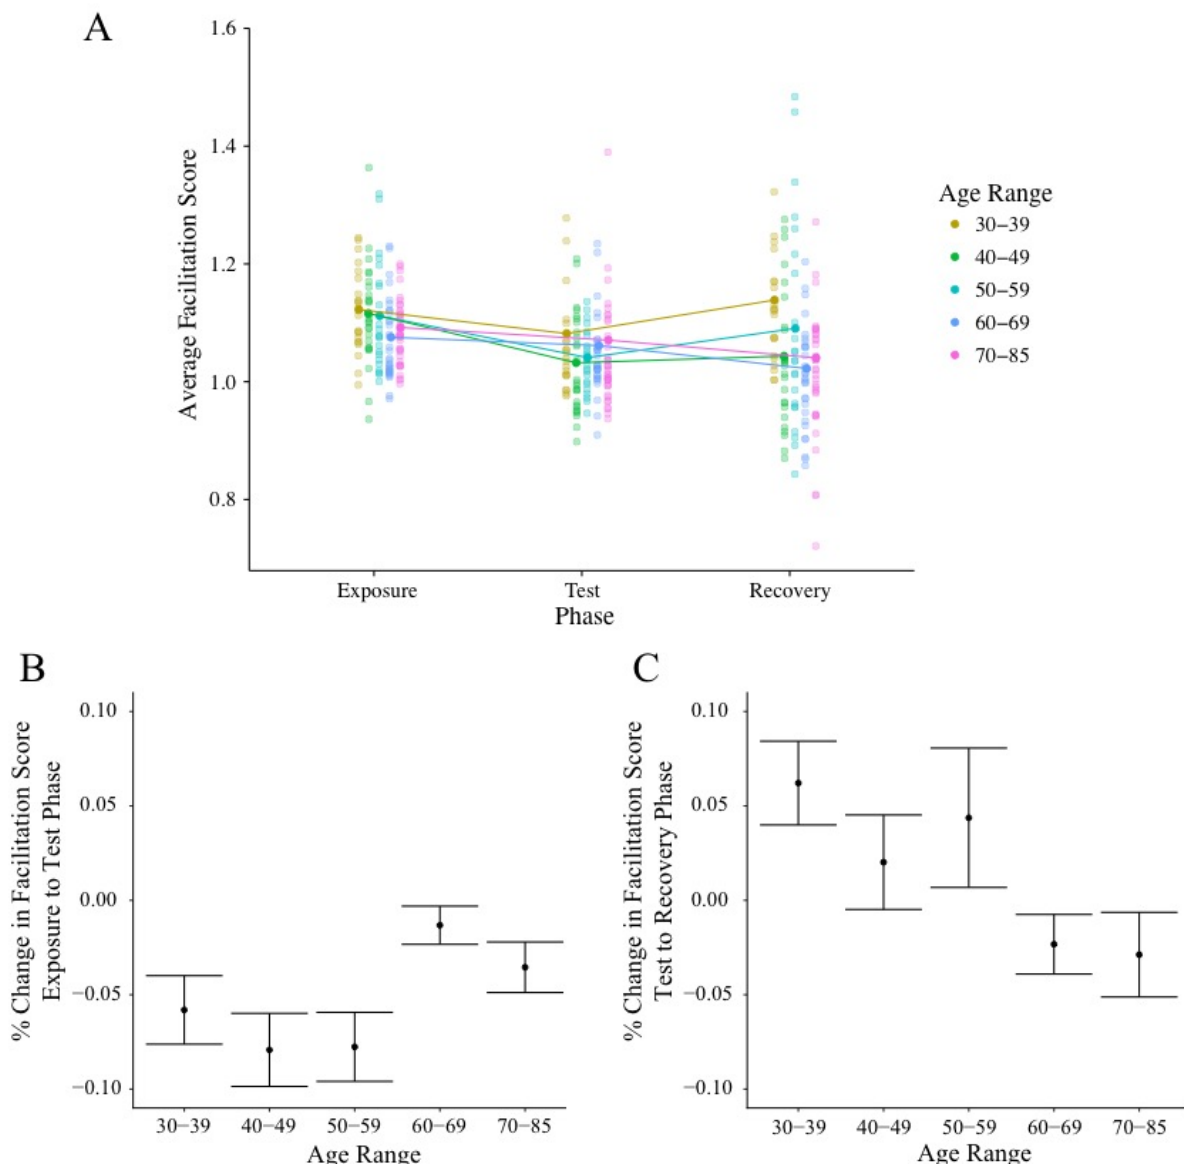 A
1.6
1.4
1.2
1.0
0.8
Average Facilitation Score
Exposure
Test
Recovery
Phase
Age Range
30–39
40–49
50–59
60–69
70–85
B
0.10
0.05
0.00
−0.05
−0.10
% Change in Facilitation Score
Exposure to Test Phase
30–39
40–49
50–59
60–69
70–85
Age Range
C
0.10
0.05
0.00
−0.05
−0.10
% Change in Facilitation Score
Test to Recovery Phase
30–39
40–49
50–59
60–69
70–85
Age Range